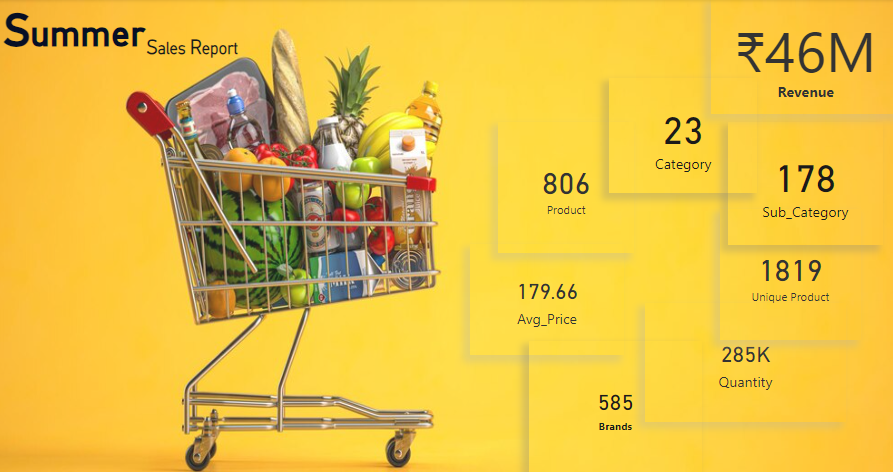 Summer
Sales Report
₹46M
Revenue
23
Category
806
Product
178
Sub_Category
1819
Unique Product
179.66
Avg_Price
285K
Quantity
585
Brands
Milk